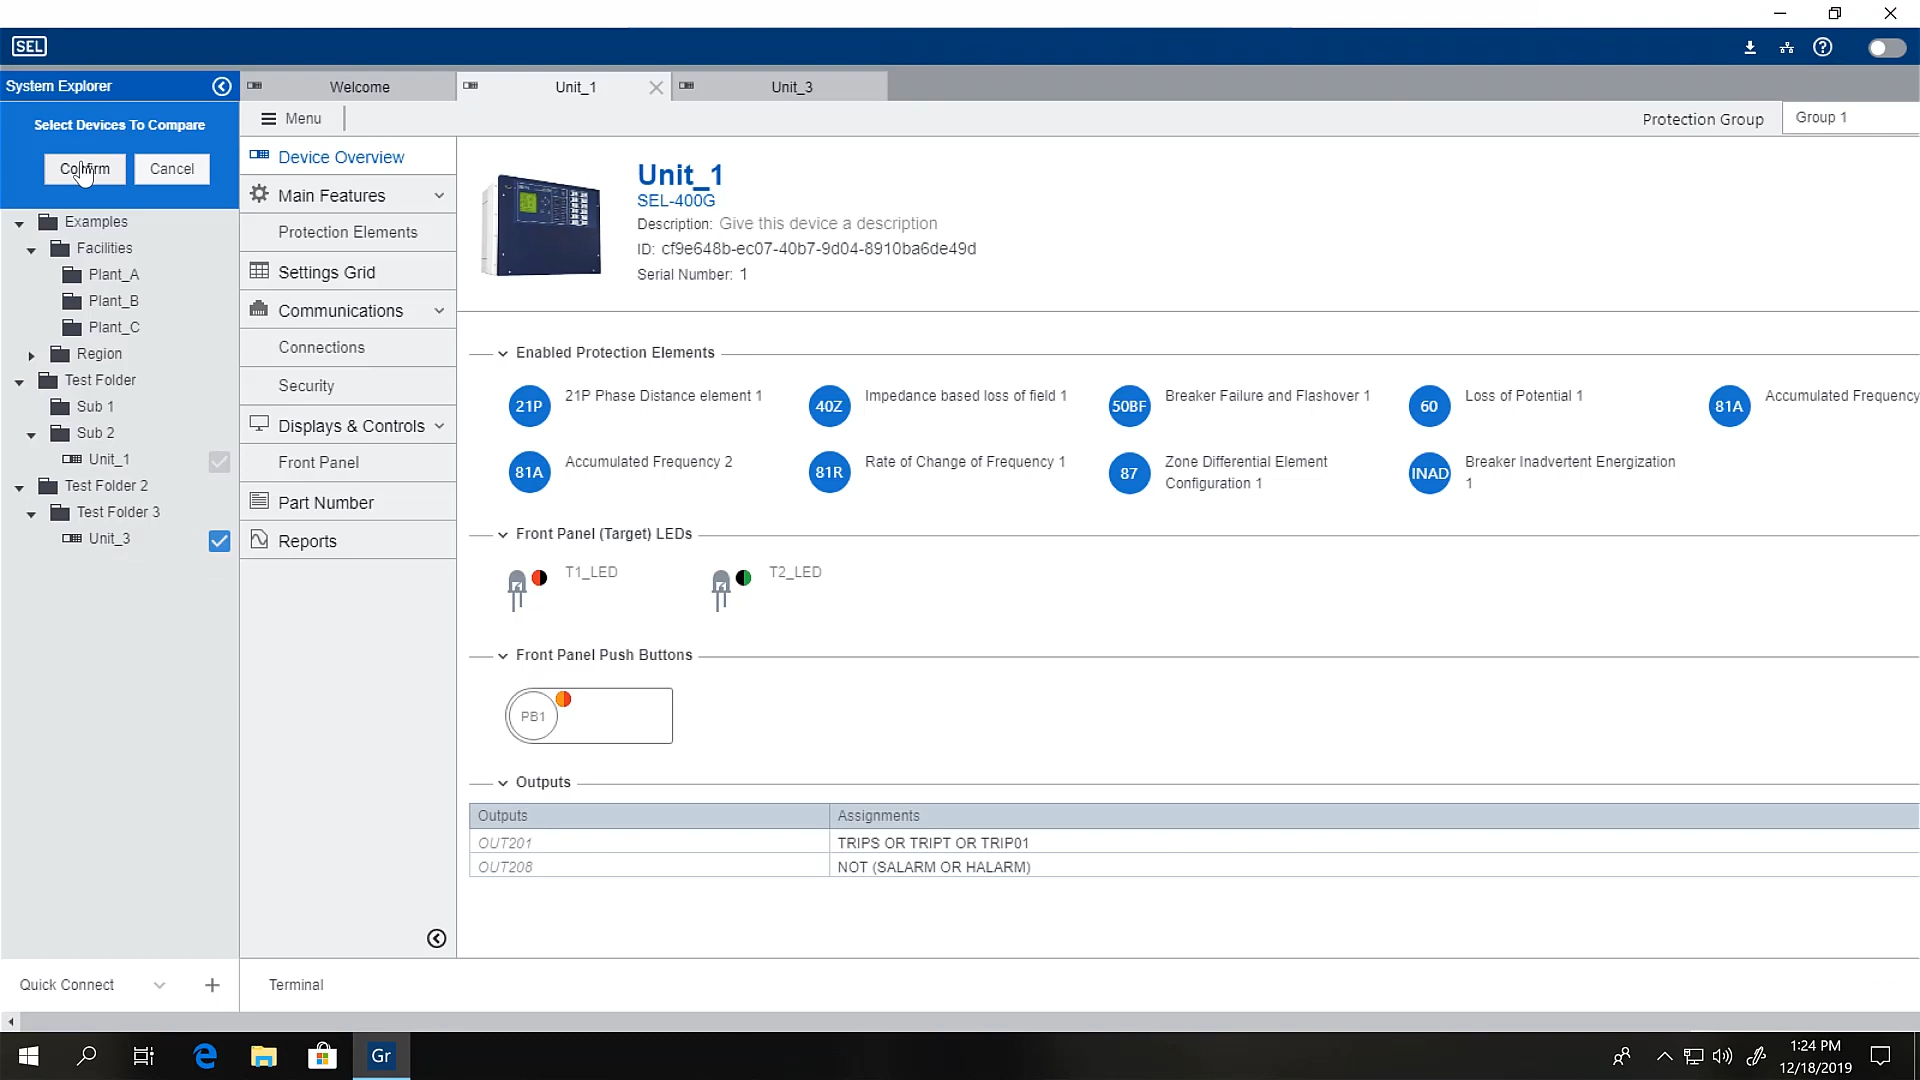 SEL
System Explorer
Welcome
Unit_1
Unit_3
Select Devices To Compare
Confirm
Cancel
Menu
Protection Group
Group 1
Examples
Facilities
Plant_A
Plant_B
Plant_C
Region
Test Folder
Sub 1
Sub 2
Unit_1
Test Folder 2
Test Folder 3
Unit_3
Device Overview
Main Features
Protection Elements
Settings Grid
Communications
Connections
Security
Displays & Controls
Front Panel
Part Number
Reports
Unit_1
SEL-400G
Description: Give this device a description
ID: cf9e648b-ec07-40b7-9d04-8910ba6de49d
Serial Number: 1
Enabled Protection Elements
21P 21P Phase Distance element 1
40Z Impedance based loss of field 1
50BF Breaker Failure and Flashover 1
60 Loss of Potential 1
81A Accumulated Frequency
81A Accumulated Frequency 2
81R Rate of Change of Frequency 1
87 Zone Differential Element
Configuration 1
INAD Breaker Inadvertent Energization
1
Front Panel (Target) LEDs
T1_LED
T2_LED
Front Panel Push Buttons
PB1
Outputs
Outputs Assignments
OUT201 TRIPS OR TRIPT OR TRIP01
OUT208 NOT (SALARM OR HALARM)
Quick Connect
Terminal
Gr
1:24 PM
12/18/2019